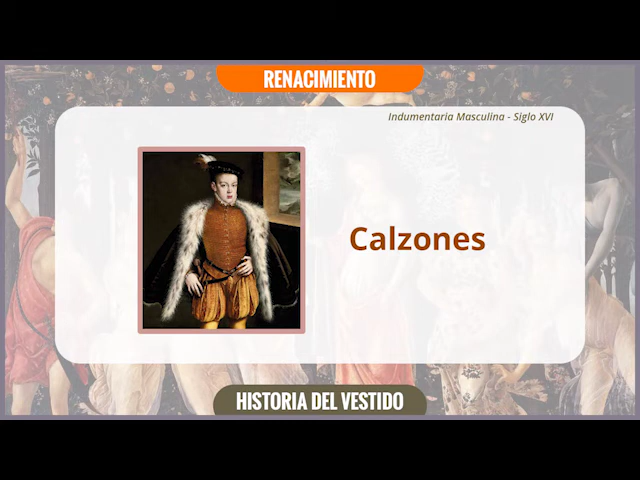 RENACIMIENTO
Indumentaria Masculina - Siglo XVI
Calzones
HISTORIA DEL VESTIDO